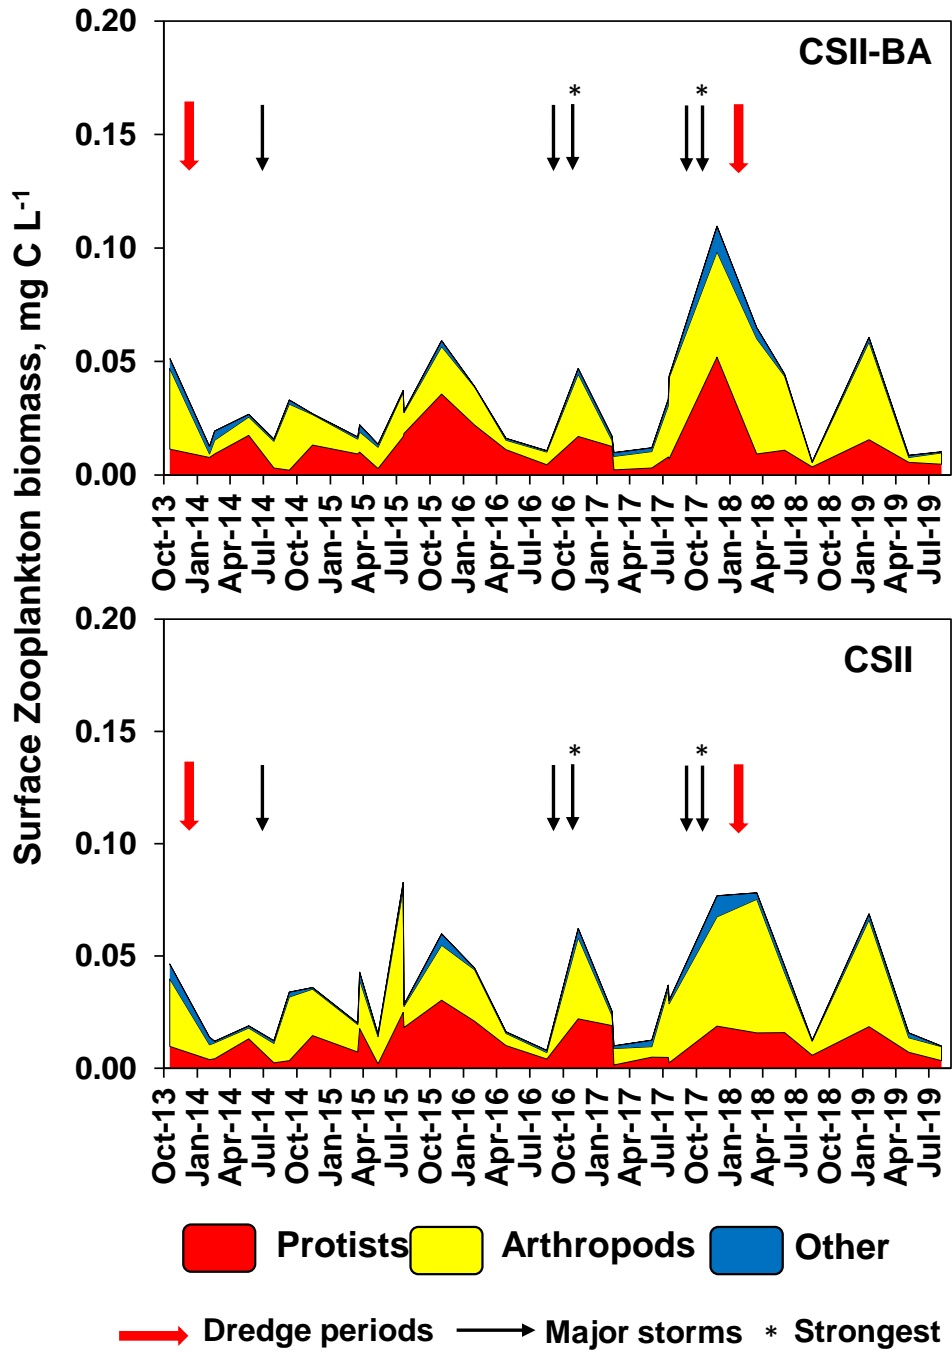 Surface Zooplankton biomass, mg C L-1
CSII-BA
0.20
0.15
0.10
0.05
0.00
* *
Oct-13 Jan-14 Apr-14 Jul-14 Oct-14 Jan-15 Apr-15 Jul-15 Oct-15 Jan-16 Apr-16 Jul-16 Oct-16 Jan-17 Apr-17 Jul-17 Oct-17 Jan-18 Apr-18 Jul-18 Oct-18 Jan-19 Apr-19 Jul-19
CSII
0.20
0.15
0.10
0.05
0.00
* *
Oct-13 Jan-14 Apr-14 Jul-14 Oct-14 Jan-15 Apr-15 Jul-15 Oct-15 Jan-16 Apr-16 Jul-16 Oct-16 Jan-17 Apr-17 Jul-17 Oct-17 Jan-18 Apr-18 Jul-18 Oct-18 Jan-19 Apr-19 Jul-19
Protists Arthropods Other
Dredge periods Major storms * Strongest